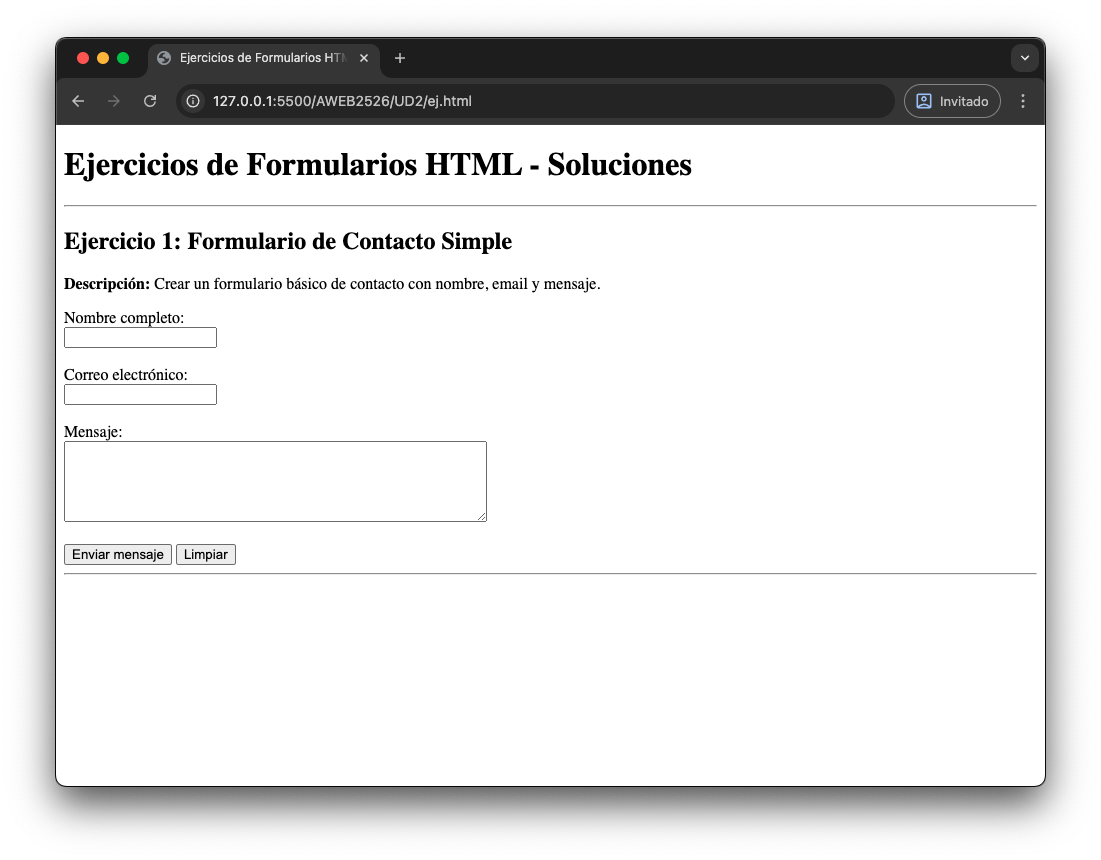 Ejercicios de Formularios HTM
127.0.0.1:5500/AWEB2526/UD2/ej.html
Invitado
Ejercicios de Formularios HTML - Soluciones
Ejercicio 1: Formulario de Contacto Simple
Descripción: Crear un formulario básico de contacto con nombre, email y mensaje.
Nombre completo:
Correo electrónico:
Mensaje:
Enviar mensaje Limpiar